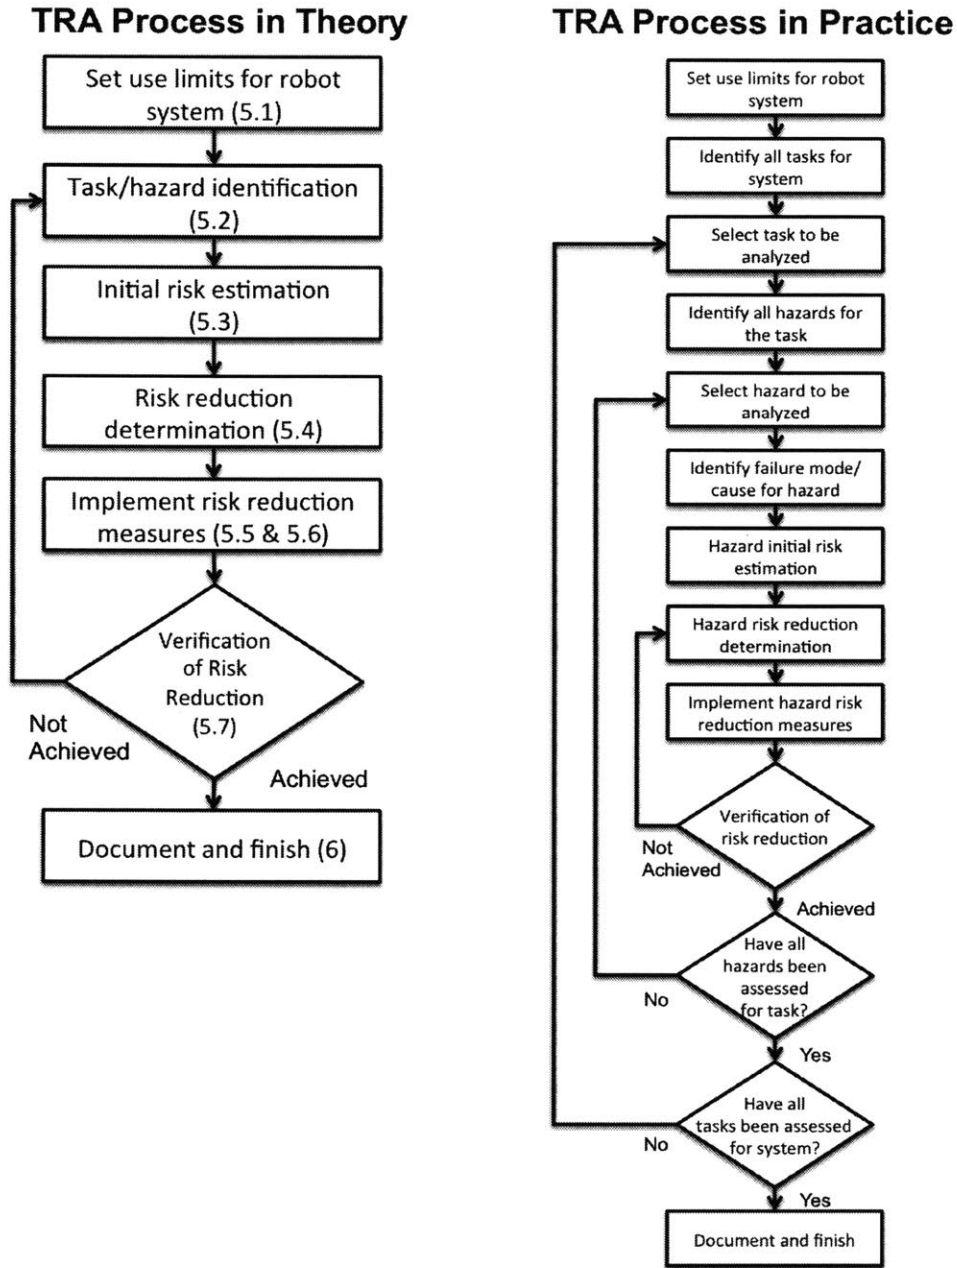 TRA Process in Theory
Set use limits for robot
system (5.1)
Task/hazard identification
(5.2)
Initial risk estimation
(5.3)
Risk reduction
determination (5.4)
Implement risk reduction
measures (5.5 & 5.6)
Verification
of Risk
Reduction
(5.7)
Not
Achieved
Achieved
Document and finish (6)
TRA Process in Practice
Set use limits for robot
system
Identify all tasks for
system
Select task to be
analyzed
Identify all hazards for
the task
Select hazard to be
analyzed
Identify failure mode/
cause for hazard
Hazard initial risk
estimation
Hazard risk reduction
determination
Implement hazard risk
reduction measures
Verification of
risk reduction
Not
Achieved
Achieved
Have all
hazards been
assessed
for task?
No
Yes
Have all
tasks been assessed
for system?
No
Yes
Document and finish